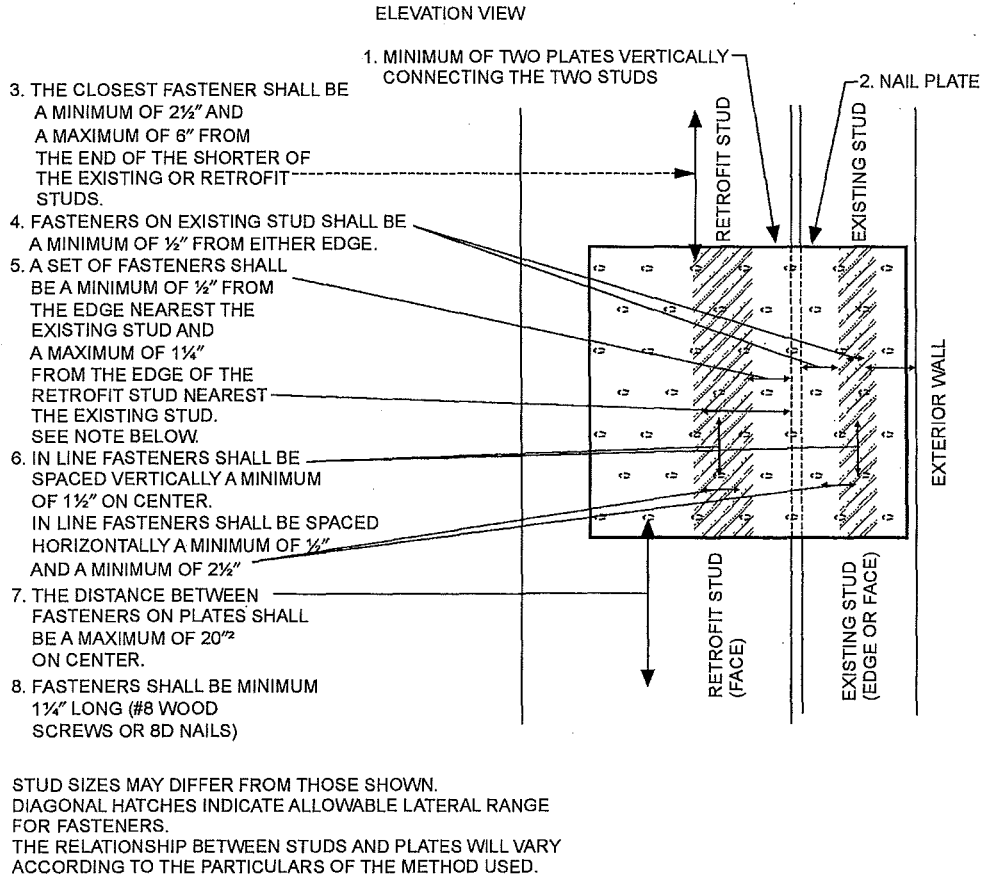 ELEVATION VIEW
1. MINIMUM OF TWO PLATES VERTICALLY
CONNECTING THE TWO STUDS
2. NAIL PLATE
3. THE CLOSEST FASTENER SHALL BE
A MINIMUM OF 2½″ AND
A MAXIMUM OF 6″ FROM
THE END OF THE SHORTER OF
THE EXISTING OR RETROFIT
STUDS.
4. FASTENERS ON EXISTING STUD SHALL BE
A MINIMUM OF ½″ FROM EITHER EDGE.
5. A SET OF FASTENERS SHALL
BE A MINIMUM OF ½″ FROM
THE EDGE NEAREST THE
EXISTING STUD AND
A MAXIMUM OF 1¼″
FROM THE EDGE OF THE
RETROFIT STUD NEAREST
THE EXISTING STUD.
SEE NOTE BELOW.
6. IN LINE FASTENERS SHALL BE
SPACED VERTICALLY A MINIMUM
OF 1½″ ON CENTER.
IN LINE FASTENERS SHALL BE SPACED
HORIZONTALLY A MINIMUM OF ½″
AND A MINIMUM OF 2½″
7. THE DISTANCE BETWEEN
FASTENERS ON PLATES SHALL
BE A MAXIMUM OF 20″²
ON CENTER.
8. FASTENERS SHALL BE MINIMUM
1¼″ LONG (#8 WOOD
SCREWS OR 8D NAILS)
RETROFIT STUD
EXISTING STUD
EXTERIOR WALL
RETROFIT STUD
(FACE)
EXISTING STUD
(EDGE OR FACE)
STUD SIZES MAY DIFFER FROM THOSE SHOWN.
DIAGONAL HATCHES INDICATE ALLOWABLE LATERAL RANGE
FOR FASTENERS.
THE RELATIONSHIP BETWEEN STUDS AND PLATES WILL VARY
ACCORDING TO THE PARTICULARS OF THE METHOD USED.